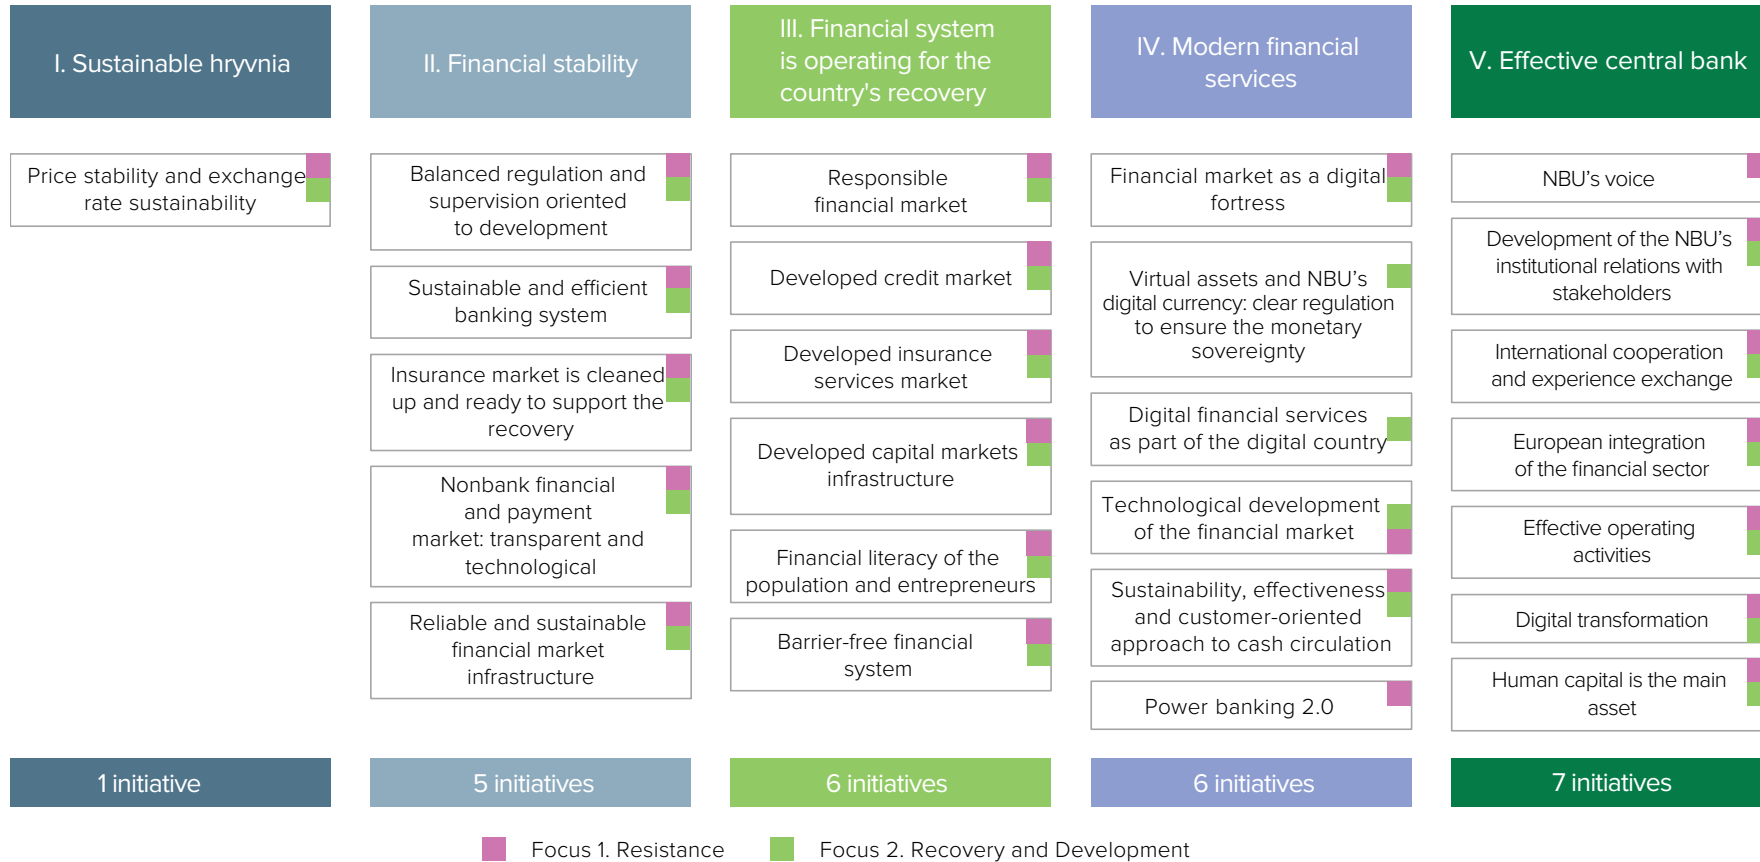 I. Sustainable hryvnia
II. Financial stability
III. Financial system
is operating for the
country's recovery
IV. Modern financial
services
V. Effective central bank
Price stability and exchange
rate sustainability
Balanced regulation and
supervision oriented
to development
Sustainable and efficient
banking system
Insurance market is cleaned
up and ready to support the
recovery
Nonbank financial
and payment
market: transparent and
technological
Reliable and sustainable
financial market
infrastructure
Responsible
financial market
Developed credit market
Developed insurance
services market
Developed capital markets
infrastructure
Financial literacy of the
population and entrepreneurs
Barrier-free financial
system
Financial market as a digital
fortress
Virtual assets and NBU's
digital currency: clear regulation
to ensure the monetary
sovereignty
Digital financial services
as part of the digital country
Technological development
of the financial market
Sustainability, effectiveness
and customer-oriented
approach to cash circulation
Power banking 2.0
NBU's voice
Development of the NBU's
institutional relations with
stakeholders
International cooperation
and experience exchange
European integration
of the financial sector
Effective operating
activities
Digital transformation
Human capital is the main
asset
1 initiative
5 initiatives
6 initiatives
6 initiatives
7 initiatives
Focus 1. Resistance
Focus 2. Recovery and Development